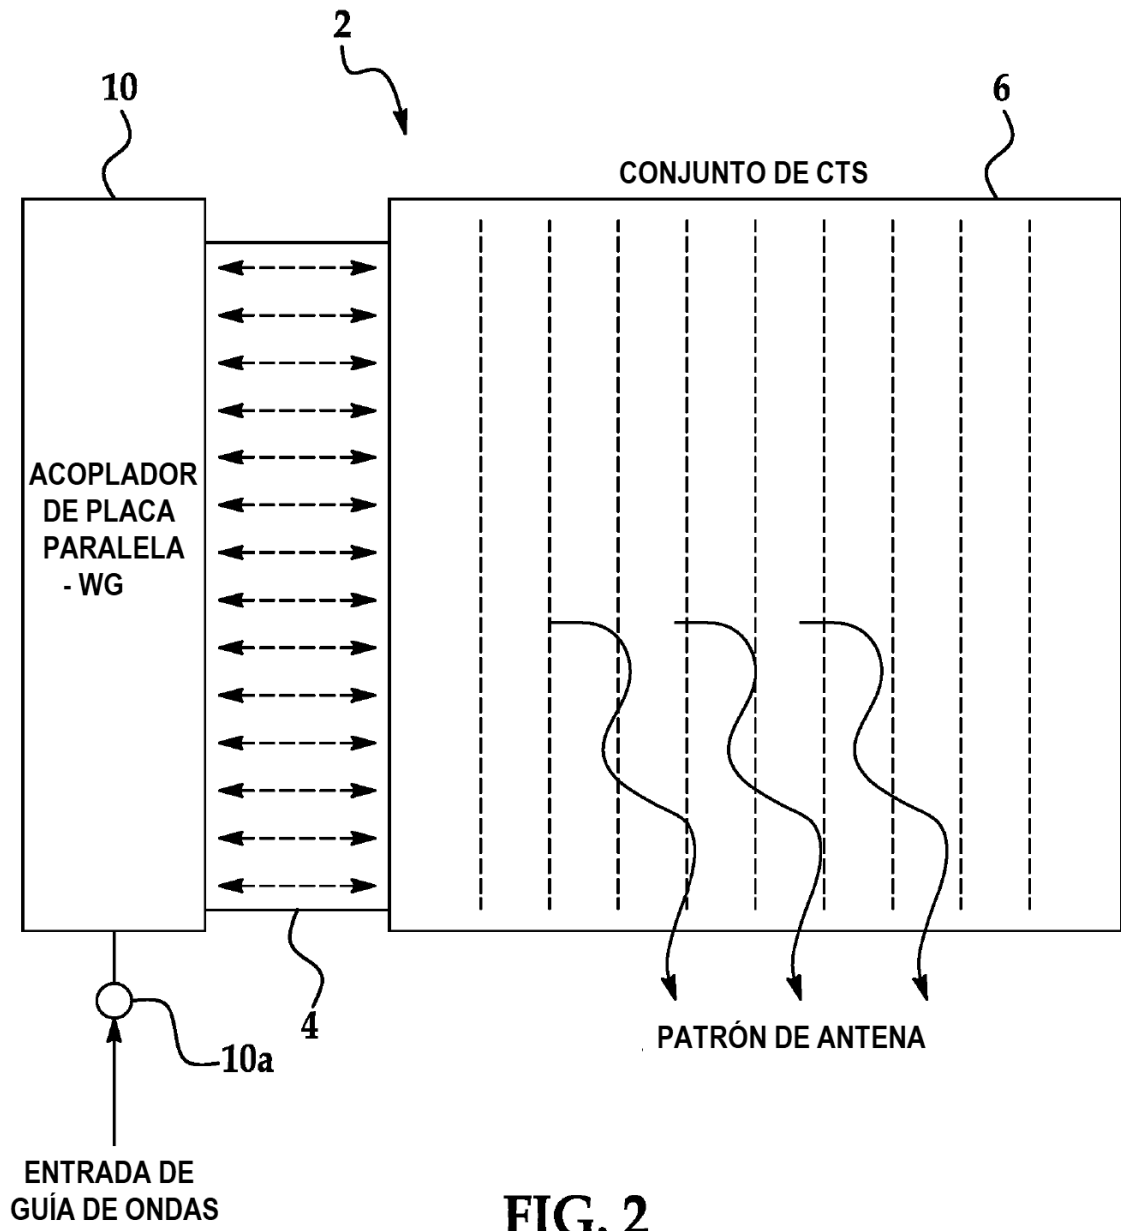 2
10
6
CONJUNTO DE CTS
ACOPLADOR
DE PLACA
PARALELA
- WG
4
10a
PATRÓN DE ANTENA
ENTRADA DE
GUÍA DE ONDAS
FIG. 2